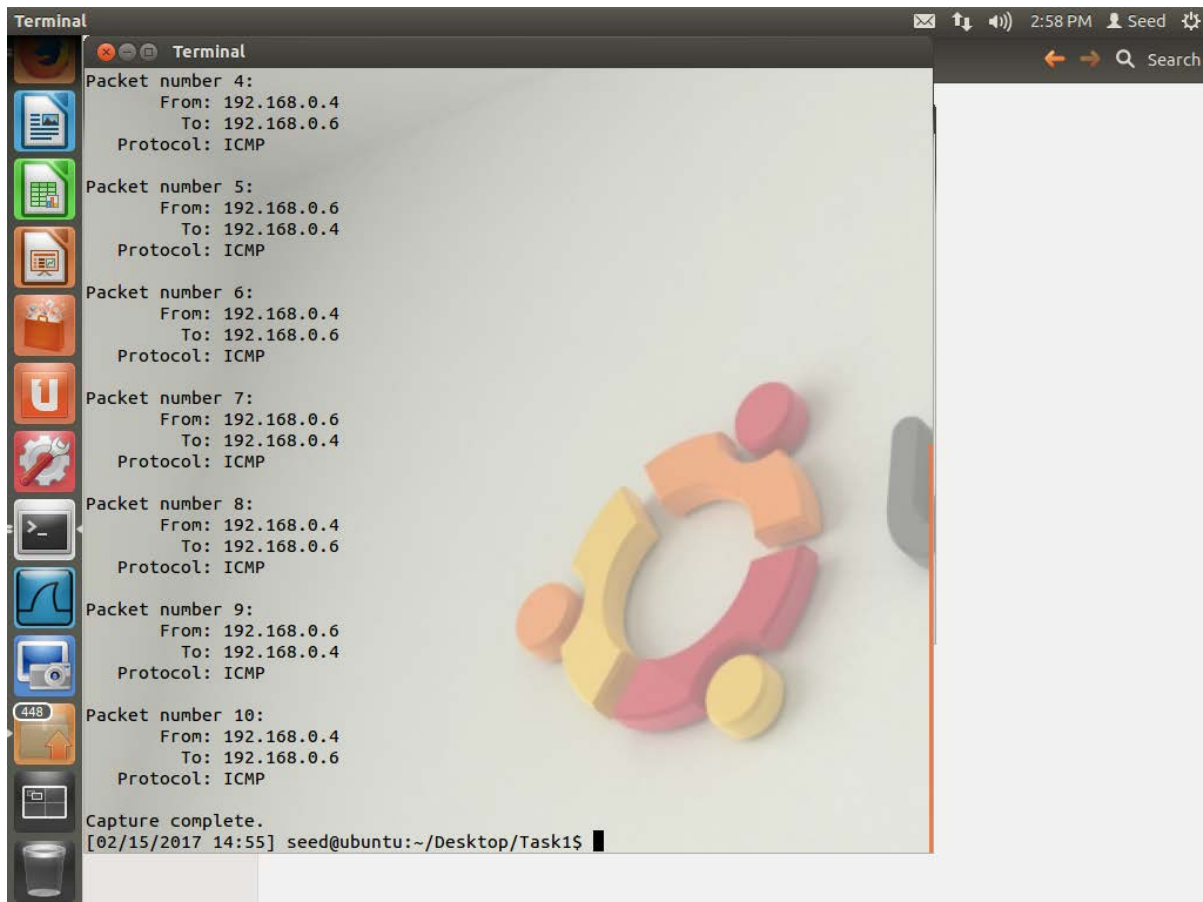 Terminal
2:58 PM Seed
Terminal
Search
Packet number 4:
From: 192.168.0.4
To: 192.168.0.6
Protocol: ICMP
Packet number 5:
From: 192.168.0.6
To: 192.168.0.4
Protocol: ICMP
Packet number 6:
From: 192.168.0.4
To: 192.168.0.6
Protocol: ICMP
Packet number 7:
From: 192.168.0.6
To: 192.168.0.4
Protocol: ICMP
Packet number 8:
From: 192.168.0.4
To: 192.168.0.6
Protocol: ICMP
Packet number 9:
From: 192.168.0.6
To: 192.168.0.4
Protocol: ICMP
448
Packet number 10:
From: 192.168.0.4
To: 192.168.0.6
Protocol: ICMP
Capture complete.
[02/15/2017 14:55] seed@ubuntu:~/Desktop/Task1$